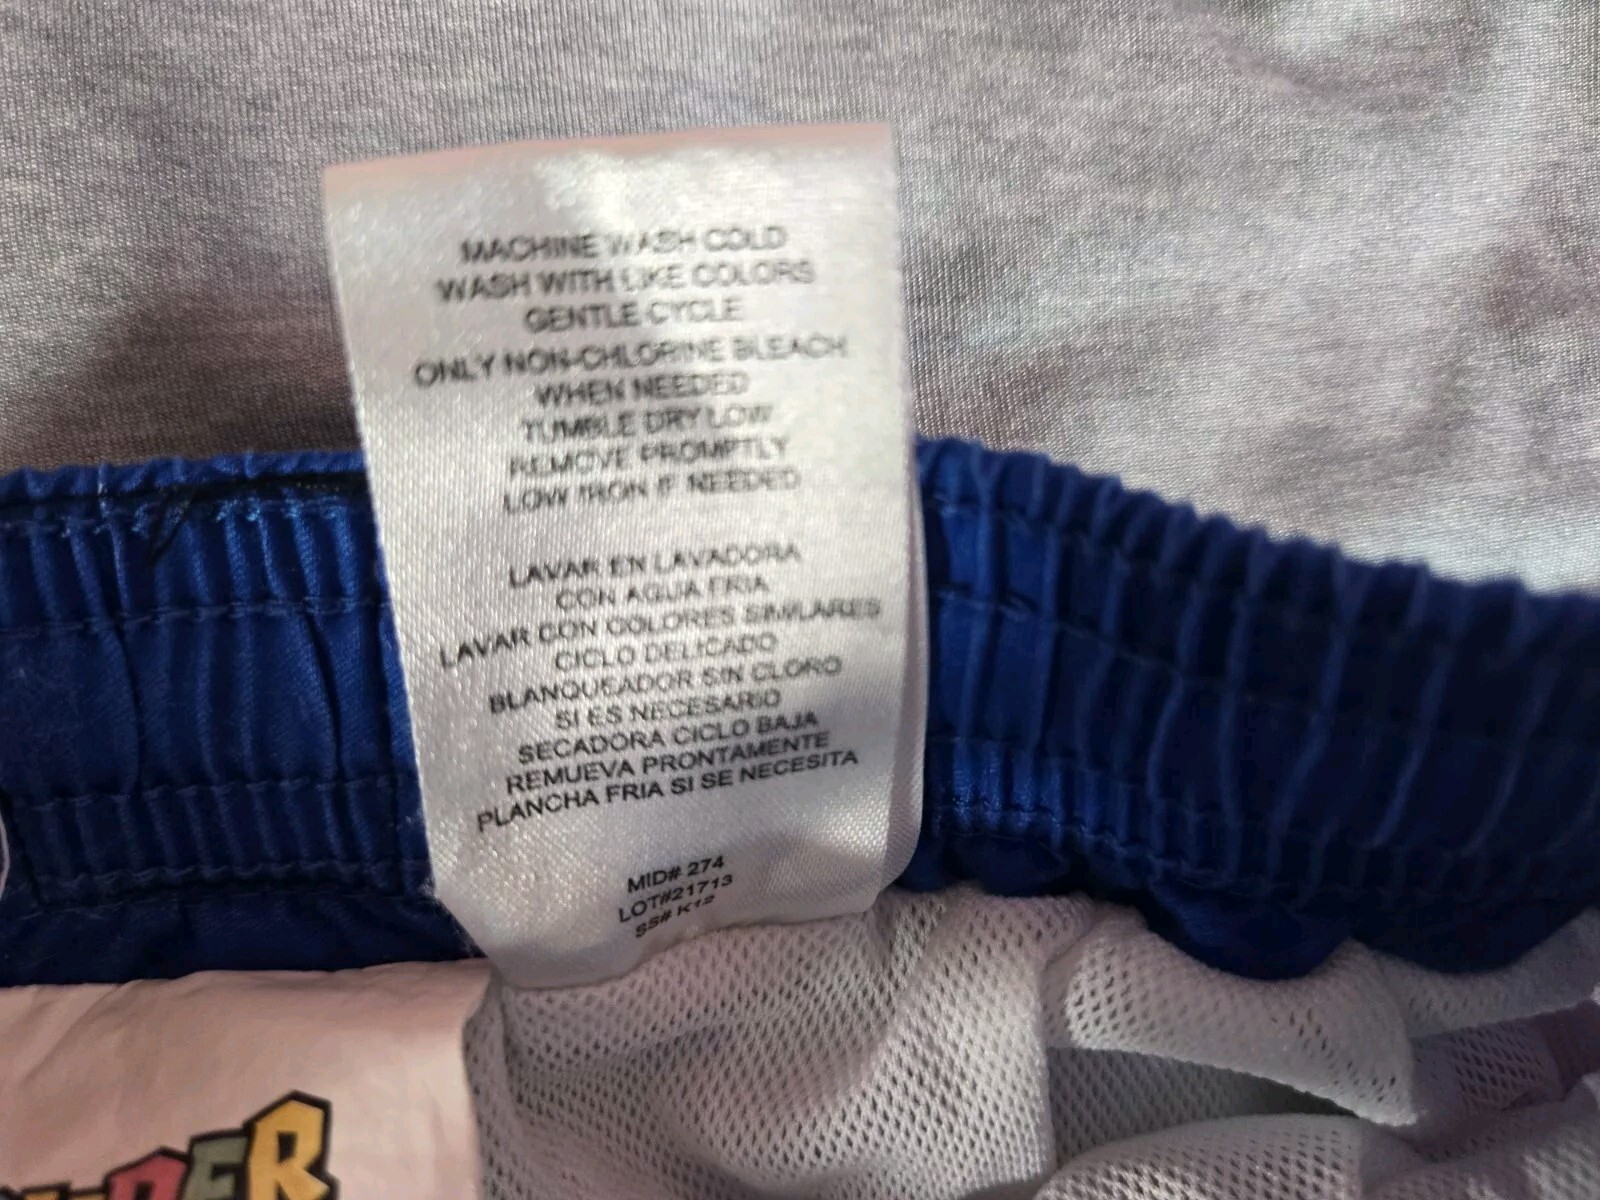 MACHINE WASH COLD
WASH WITH LIKE COLORS
GENTLE CYCLE
ONLY NON-CHLORINE BLEACH
WHEN NEEDED
TUMBLE DRY LOW
REMOVE PROMPTLY
LOW IRON IF NEEDED
LAVAR EN LAVADORA
CON AGUA FRIA
LAVAR CON COLORES SIMILARES
CICLO DELICADO
BLANQUEADOR SIN CLORO
SI ES NECESARIO
SECADORA CICLO BAJA
REMUEVA PRONTAMENTE
PLANCHA FRIA SI SE NECESITA
MID# 274
LOT#21713
SS# K12